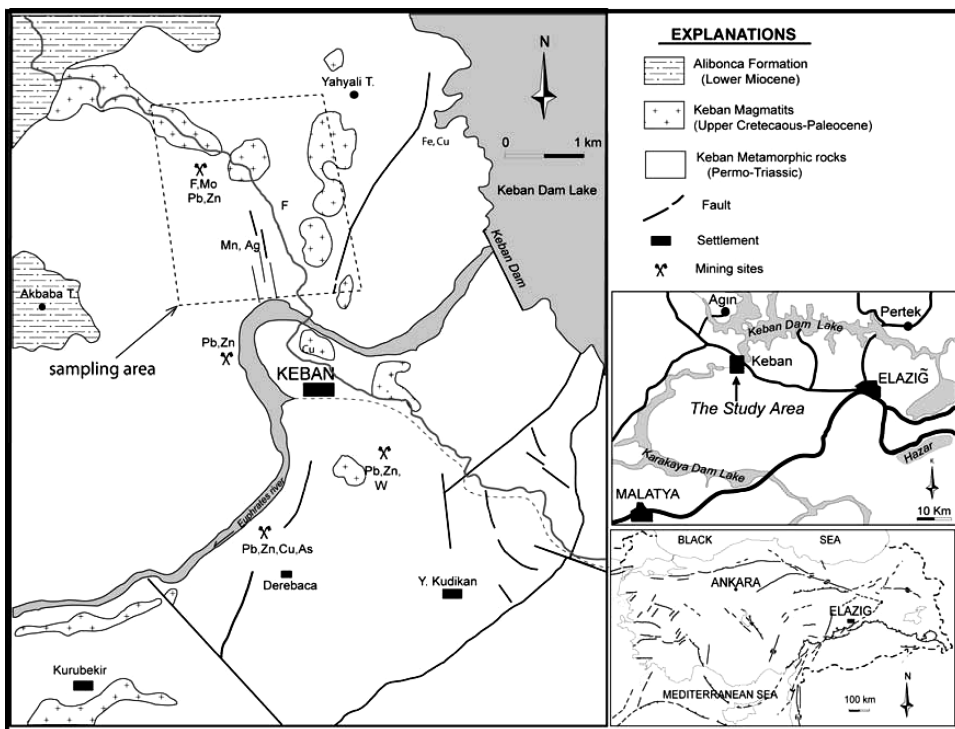 N
Yahyali T.
0 1 km
Fe, Cu
Keban Dam Lake
F,Mo
Pb,Zn
F
Mn, Ag
Keban Dam
Akbaba T.
sampling area
Pb,Zn
Cu
KEBAN
Pb,Zn,
W
Euphrates river
Pb,Zn,Cu,As
Derebaca
Y. Kudikan
Kurubekir
EXPLANATIONS
Alibonca Formation
(Lower Miocene)
Keban Magmatits
(Upper Cretecaous-Paleocene)
Keban Metamorphic rocks
(Permo-Triassic)
Fault
Settlement
Mining sites
Agın
Pertek
Keban Dam Lake
Keban
ELAZIG̃
The Study Area
Hazar
Karakaya Dam Lake
MALATYA
10 Km
BLACK SEA
ANKARA
ELAZIG
MEDITERRANEAN SEA
100 km
N